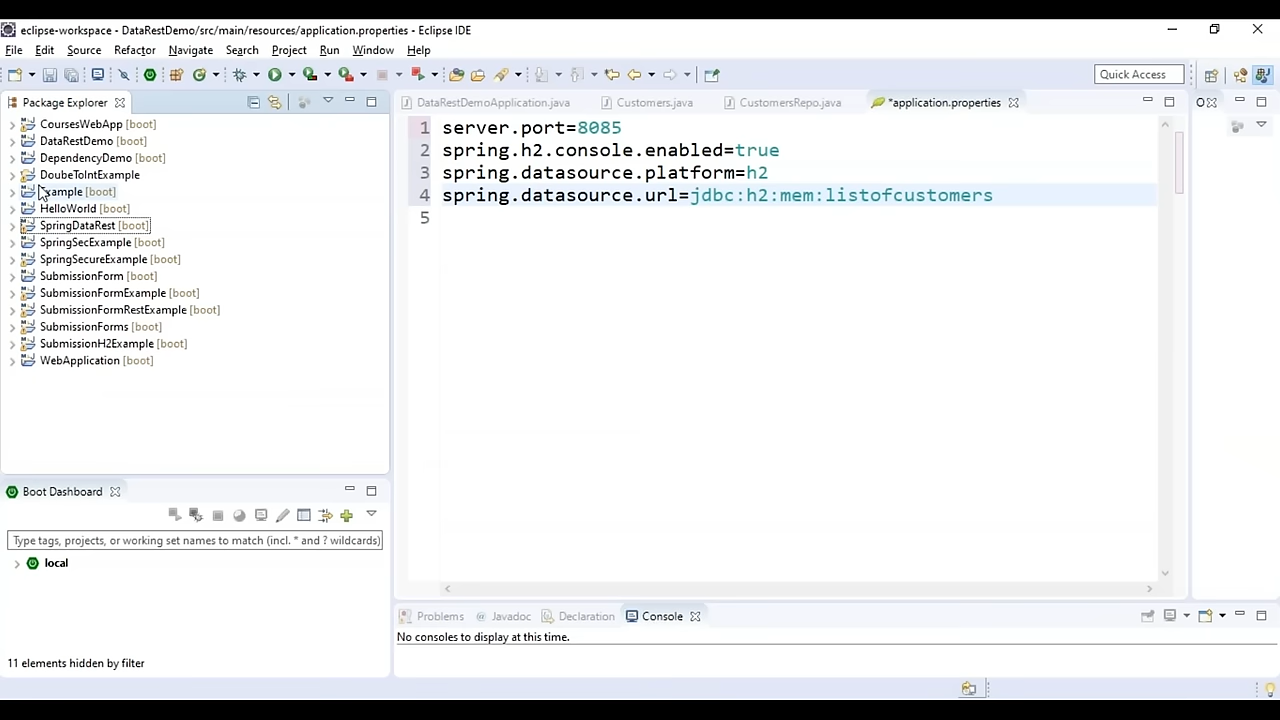 eclipse-workspace - DataRestDemo/src/main/resources/application.properties - Eclipse IDE
File Edit Source Refactor Navigate Search Project Run Window Help
Quick Access
Package Explorer
DataRestDemoApplication.java Customers.java CustomersRepo.java *application.properties O
CoursesWebApp [boot]
DataRestDemo [boot]
DependencyDemo [boot]
DoubeToIntExample
Example [boot]
HelloWorld [boot]
SpringDataRest [boot]
SpringSecExample [boot]
SpringSecureExample [boot]
SubmissionForm [boot]
SubmissionFormExample [boot]
SubmissionFormRestExample [boot]
SubmissionForms [boot]
SubmissionH2Example [boot]
WebApplication [boot]
1 server.port=8085
2 spring.h2.console.enabled=true
3 spring.datasource.platform=h2
4 spring.datasource.url=jdbc:h2:mem:listofcustomers
5
Boot Dashboard
Type tags, projects, or working set names to match (incl. * and ? wildcards)
local
11 elements hidden by filter
Problems @ Javadoc Declaration Console
No consoles to display at this time.